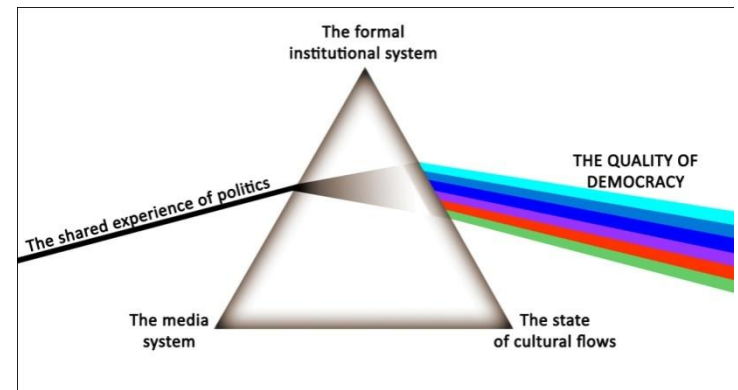 The formal
institutional system
The shared experience of politics
THE QUALITY OF
DEMOCRACY
The media
system
The state
of cultural flows